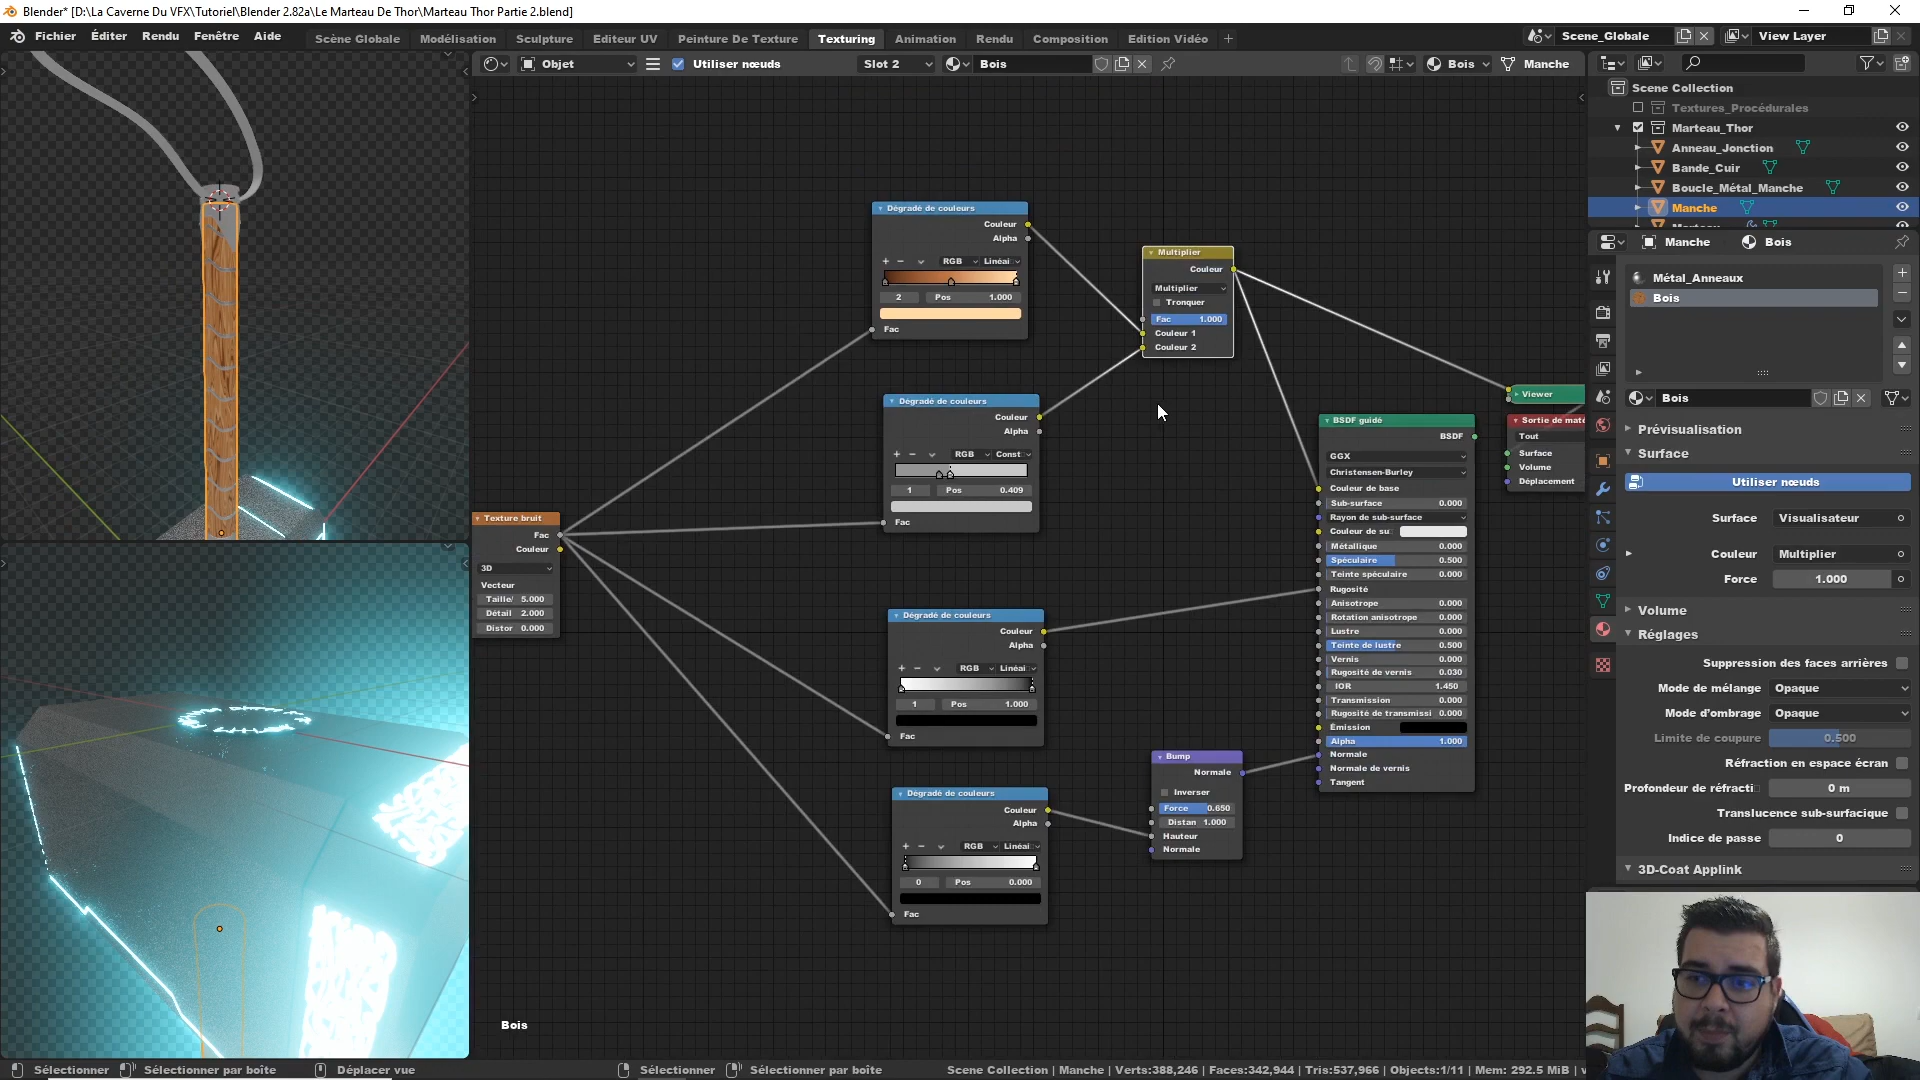 Blender* [D:\La Caverne Du VFX\Tutoriel\Blender 2.82a\Le Marteau De Thor\Marteau Thor Partie 2.blend]
Fichier Éditer Rendu Fenêtre Aide
Scène Globale Modélisation Sculpture Editeur UV Peinture De Texture Texturing Animation Rendu Composition Edition Vidéo +
Scene_Globale
View Layer
Objet
Utiliser nœuds
Slot 2
Bois
Bois
Manche
Scene Collection
Textures_Procédurales
Marteau_Thor
Anneau_Jonction
Bande_Cuir
Boucle_Métal_Manche
Manche
Dégradé de couleurs
Couleur
Alpha
RGB Linéai
2 Pos 1.000
Fac
Dégradé de couleurs
Couleur
Alpha
RGB Const
1 Pos 0.409
Fac
Dégradé de couleurs
Couleur
Alpha
RGB Linéai
1 Pos 1.000
Fac
Dégradé de couleurs
Couleur
Alpha
RGB Linéai
0 Pos 0.000
Fac
Texture bruit
Fac
Couleur
3D
Vecteur
Taille/ 5.000
Détail 2.000
Distor 0.000
Multiplier
Couleur
Multiplier
Tronquer
Fac 1.000
Couleur 1
Couleur 2
Bump
Normale
Inverser
Force 0.650
Distan 1.000
Hauteur
Normale
BSDF guidé
BSDF
GGX
Christensen-Burley
Couleur de base
Sub-surface 0.000
Rayon de sub-surface
Couleur de su
Métallique 0.000
Spéculaire 0.500
Teinte spéculaire 0.000
Rugosité
Anisotrope 0.000
Rotation anisotrope 0.000
Lustre 0.000
Teinte de lustre 0.500
Vernis 0.000
Rugosité de vernis 0.030
IOR 1.450
Transmission 0.000
Rugosité de transmissi 0.000
Émission
Alpha 1.000
Normale
Normale de vernis
Tangent
Viewer
Sortie de maté
Tout
Surface
Volume
Déplacement
Bois
Manche
Bois
Métal_Anneaux
Bois
Bois
Prévisualisation
Surface
Utiliser nœuds
Surface Visualisateur
Couleur Multiplier
Force 1.000
Volume
Réglages
Suppression des faces arrières
Mode de mélange Opaque
Mode d'ombrage Opaque
Limite de coupure 0.500
Réfraction en espace écran
Profondeur de réfracti 0 m
Translucence sub-surfacique
Indice de passe 0
3D-Coat Applink
Sélectionner Sélectionner par boîte Déplacer vue Sélectionner Sélectionner par boîte
Scene Collection | Manche | Verts:388,246 | Faces:342,944 | Tris:537,966 | Objects:1/11 | Mem: 292.5 MiB | v